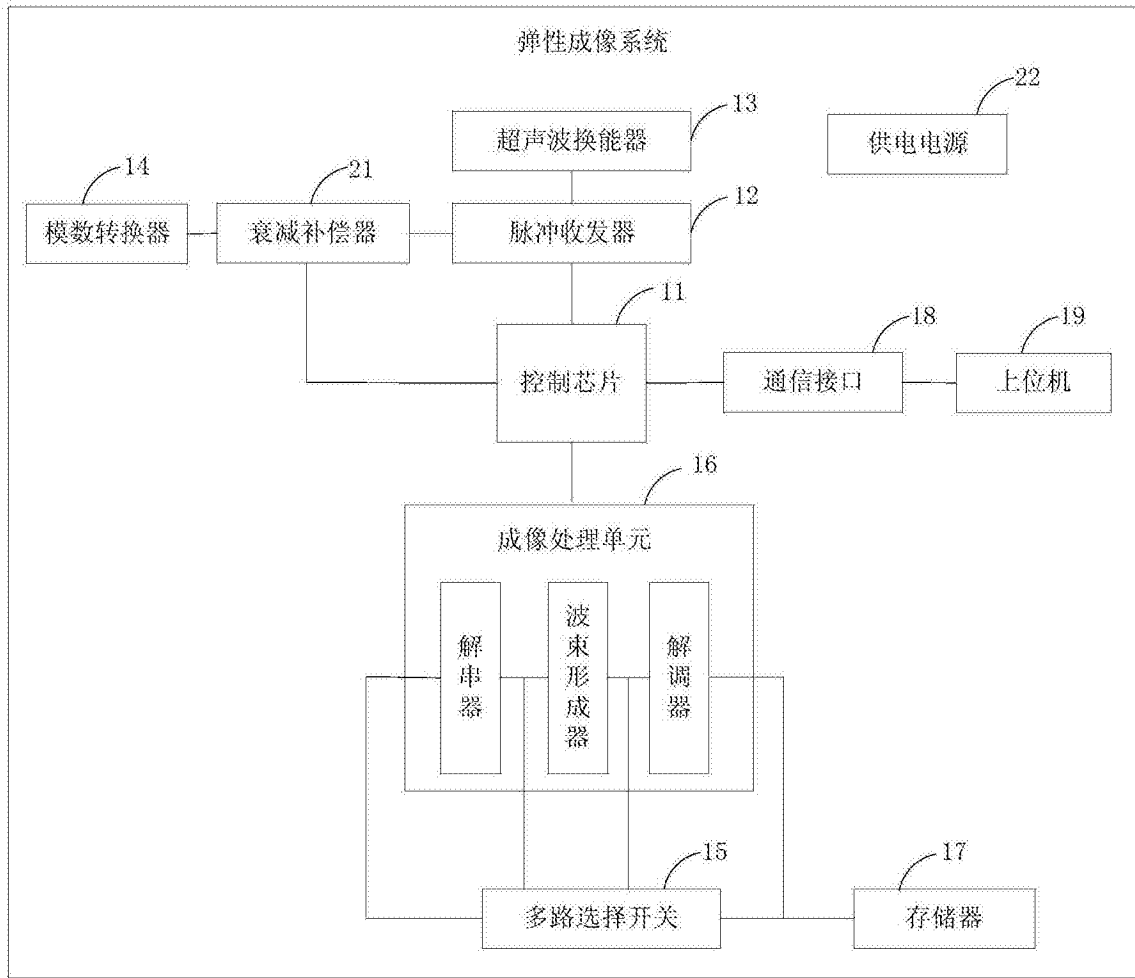 弹性成像系统
13
22
超声波换能器
供电电源
14
21
12
模数转换器
衰减补偿器
脉冲收发器
11
18
19
控制芯片
通信接口
上位机
16
成像处理单元
解串器
波束形成器
解调器
15
17
多路选择开关
存储器